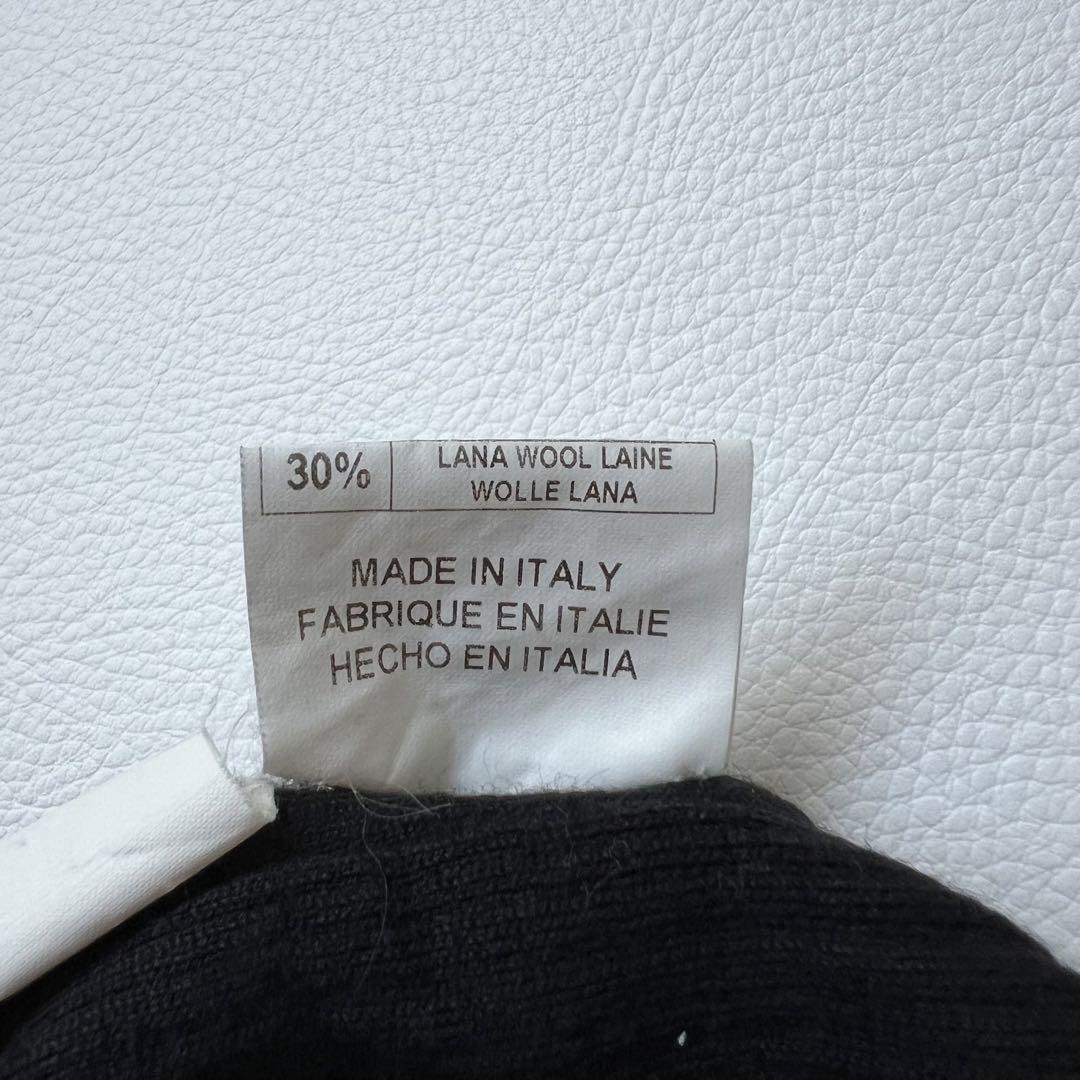 30%
LANA WOOL LAINE
WOLLE LANA
MADE IN ITALY
FABRIQUE EN ITALIE
HECHO EN ITALIA